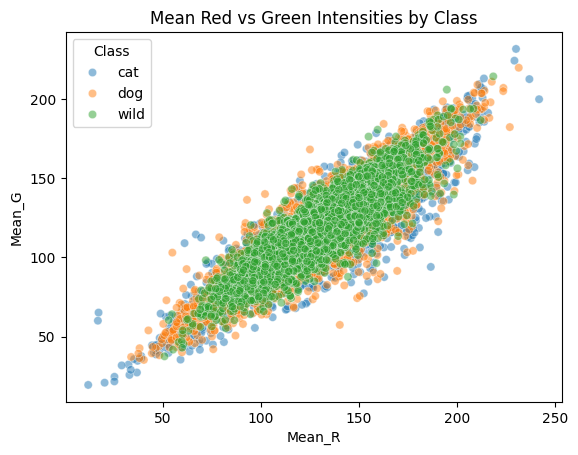 Mean Red vs Green Intensities by Class
Class
cat
dog
wild
200
150
100
50
Mean_G
50
100
150
200
250
Mean_R